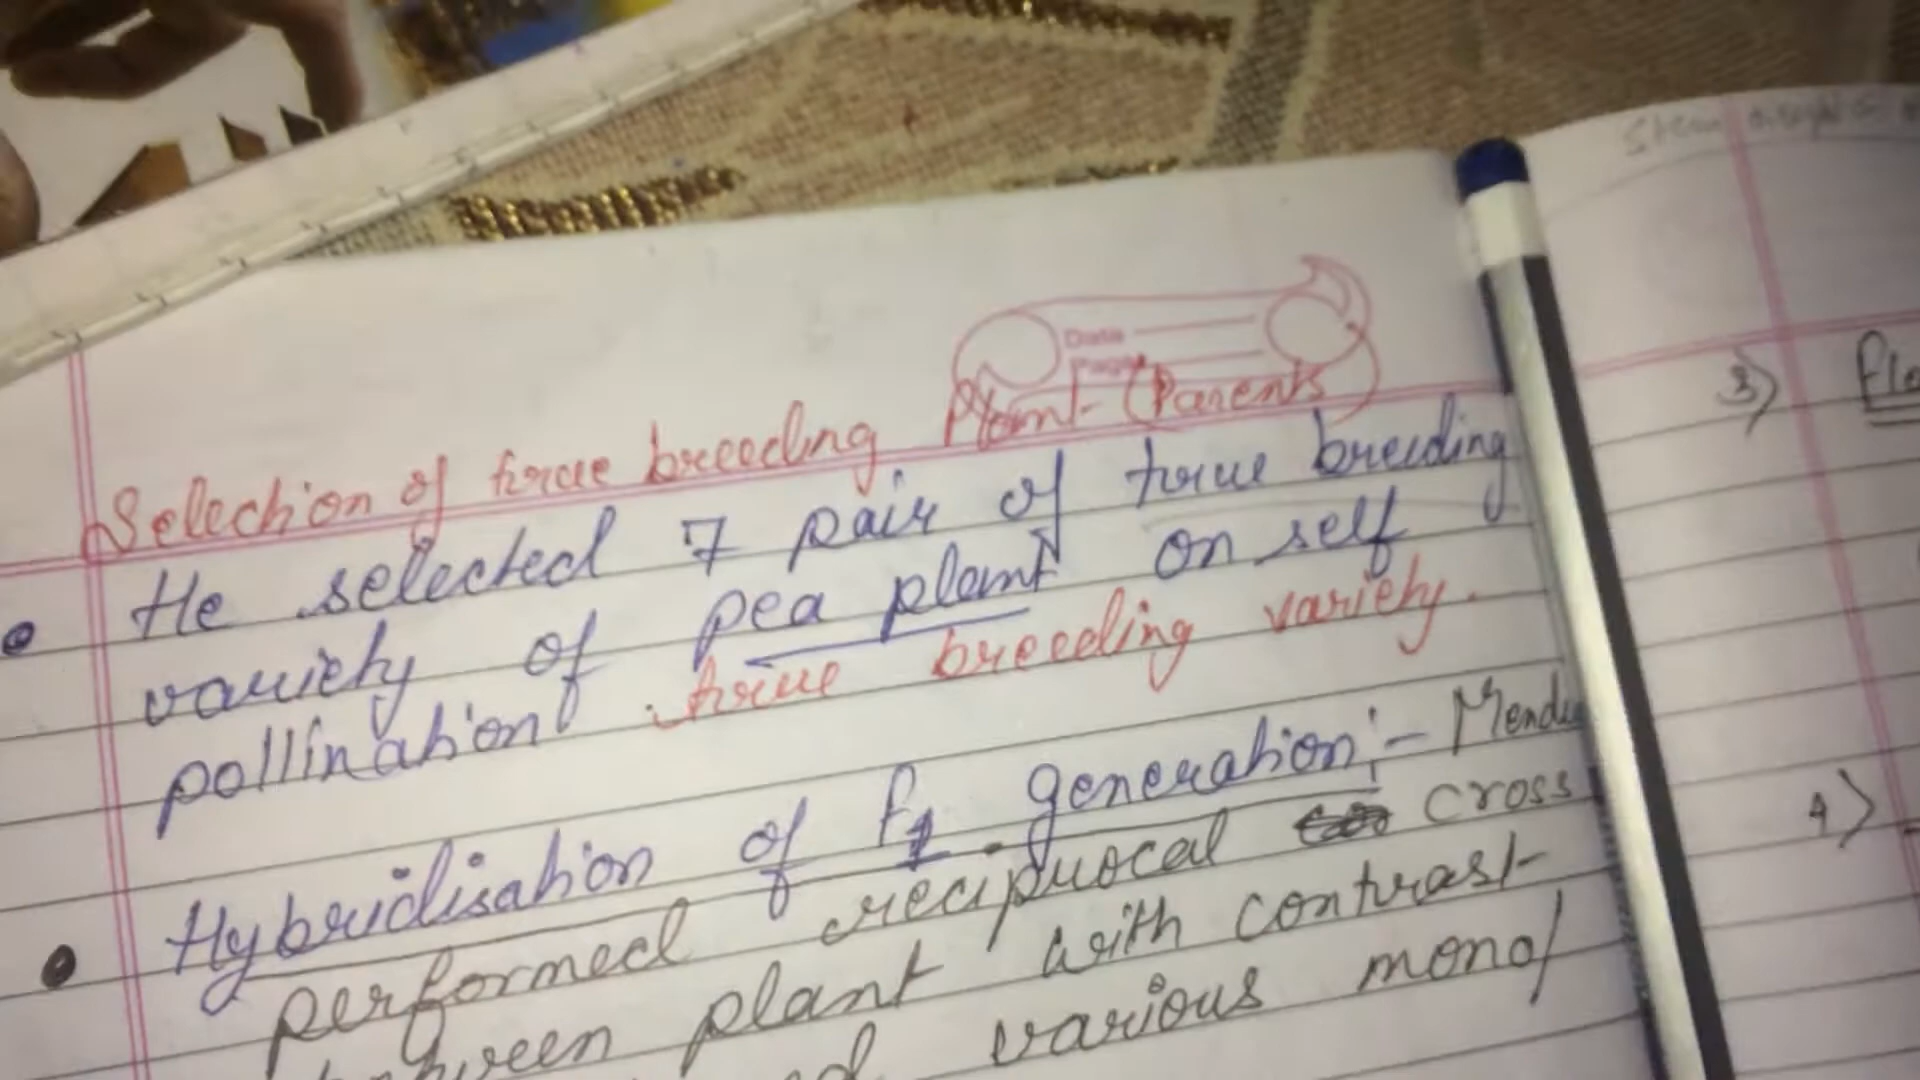 Date
Page
Selection of true breeding Plant (Parents
He selected 7 pair of true breeding
variety of pea plant on self
pollination true breeding variety.
Hybridisation of F1 generation :-
performed reciprocal cross
plant with contrast
various mono/
3)
4)